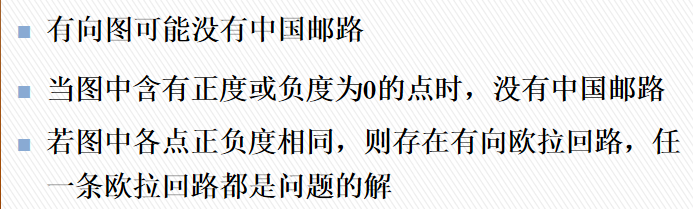 有向图可能没有中国邮路
当图中含有正度或负度为0的点时，没有中国邮路
若图中各点正负度相同，则存在有向欧拉回路，任
一条欧拉回路都是问题的解